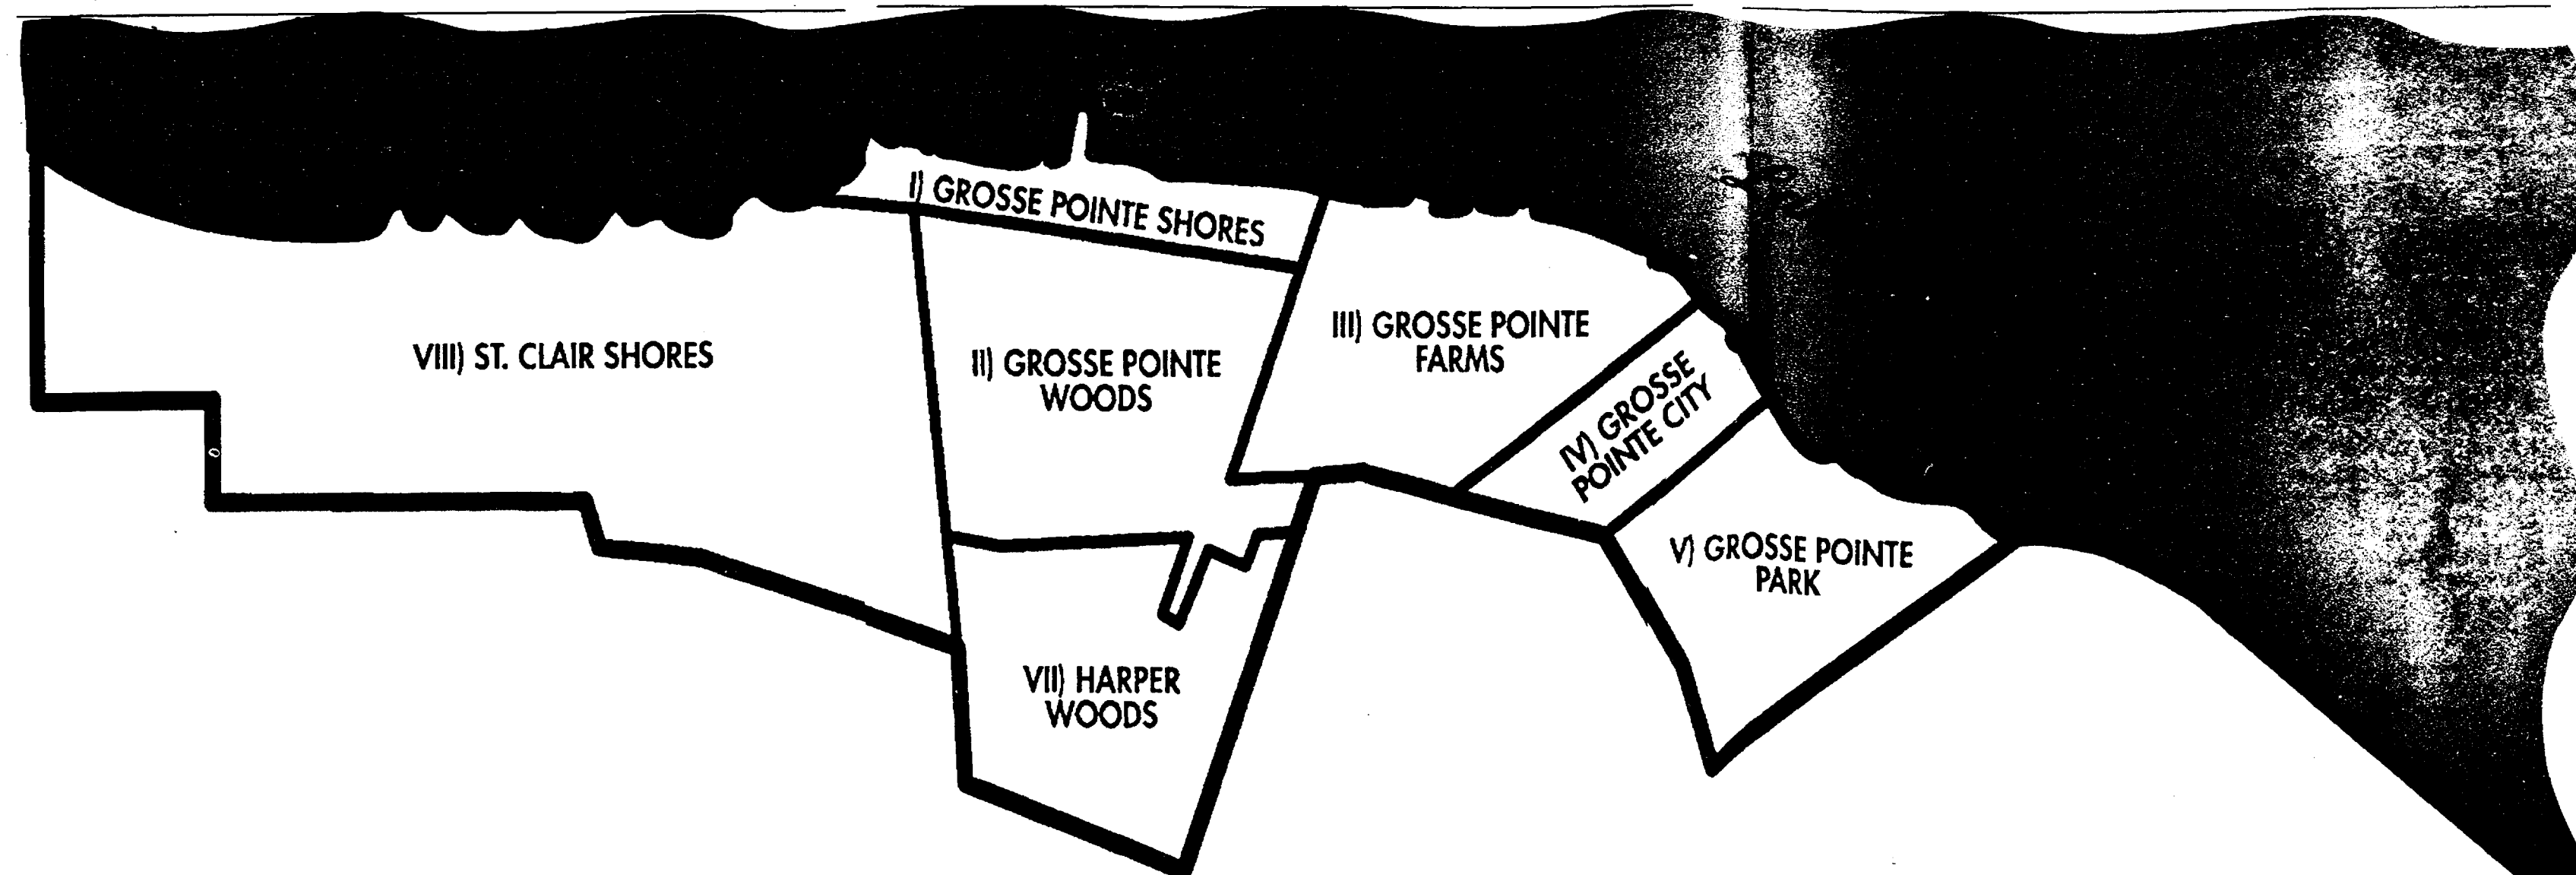 I) GROSSE POINTE SHORES
VIII) ST. CLAIR SHORES
II) GROSSE POINTE
WOODS
III) GROSSE POINTE
FARMS
IV) GROSSE
POINTE CITY
V) GROSSE POINTE
PARK
VII) HARPER
WOODS